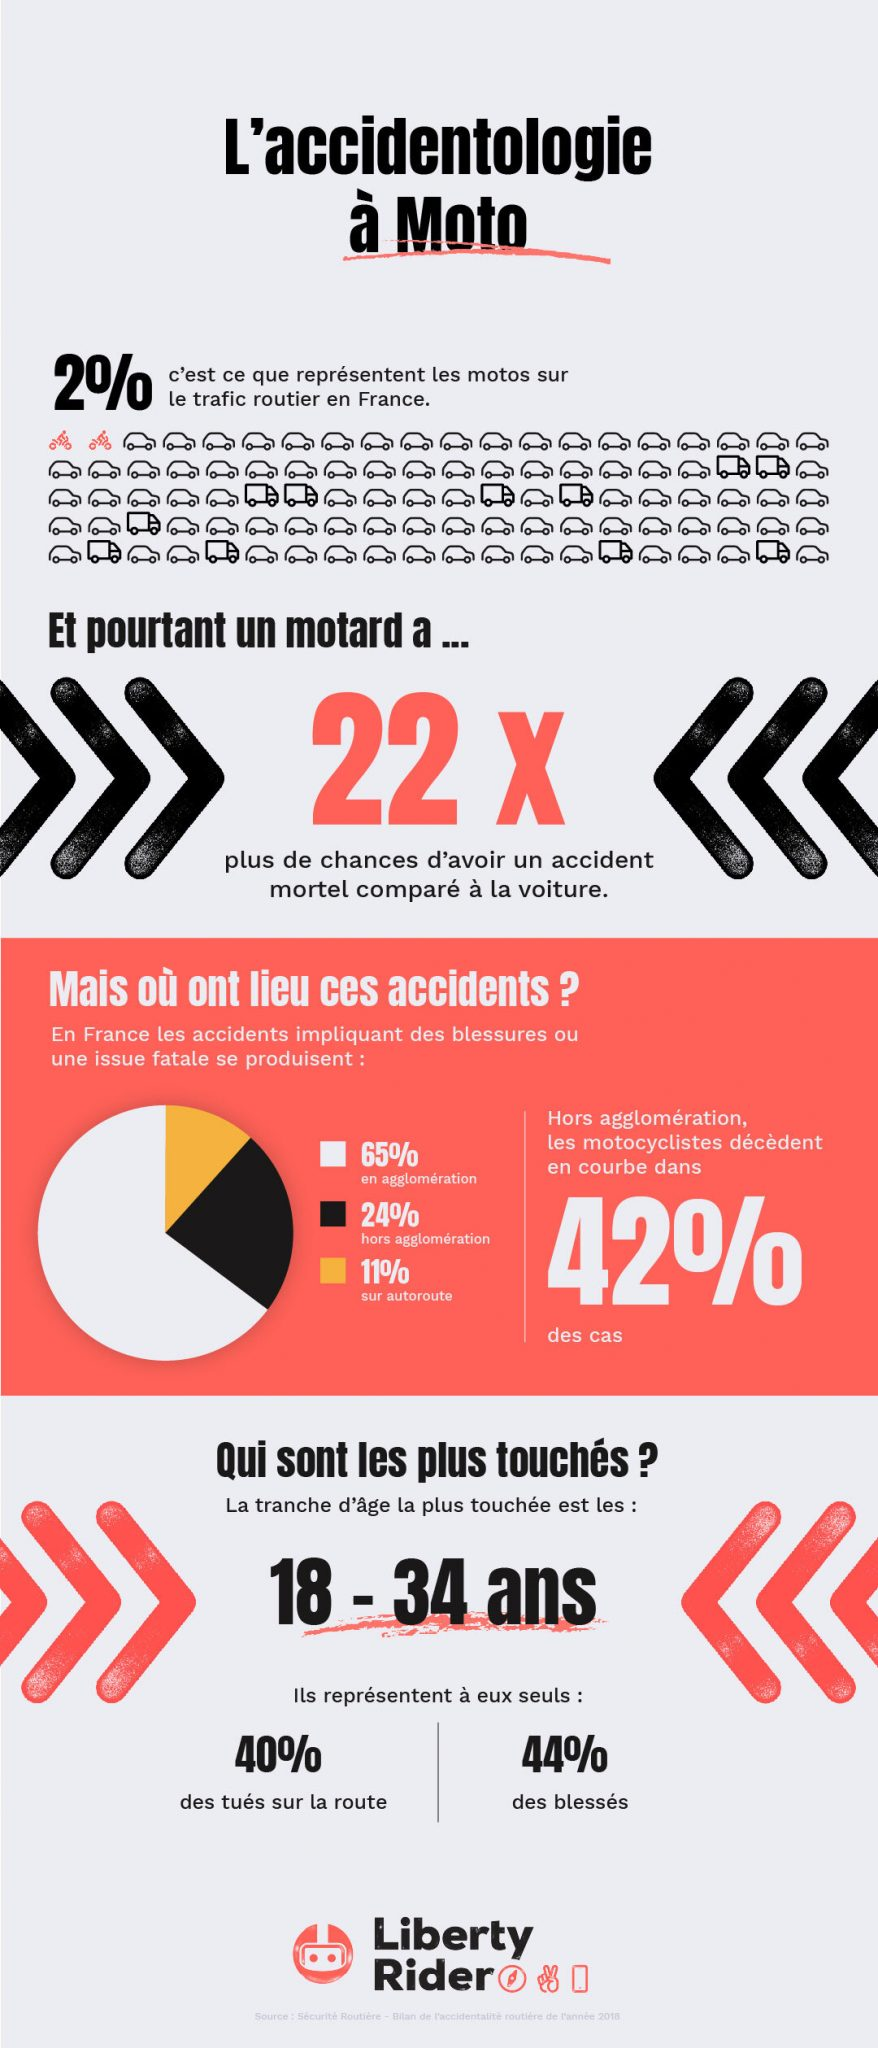 L'accidentologie
à Moto
2%
c'est ce que représentent les motos sur
le trafic routier en France.
Et pourtant un motard a ...
22 X
plus de chances d'avoir un accident
mortel comparé à la voiture.
Mais où ont lieu ces accidents ?
En France les accidents impliquant des blessures ou
une issue fatale se produisent :
65%
en agglomération
24%
hors agglomération
11%
sur autoroute
Hors agglomération,
les motocyclistes décèdent
en courbe dans
42%
des cas
Qui sont les plus touchés ?
La tranche d'âge la plus touchée est les :
18 - 34 ans
Ils représentent à eux seuls :
40%
des tués sur la route
44%
des blessés
Liberty
Rider
Source : Sécurité Routière - Bilan de l'accidentalité routière de l'année 2018